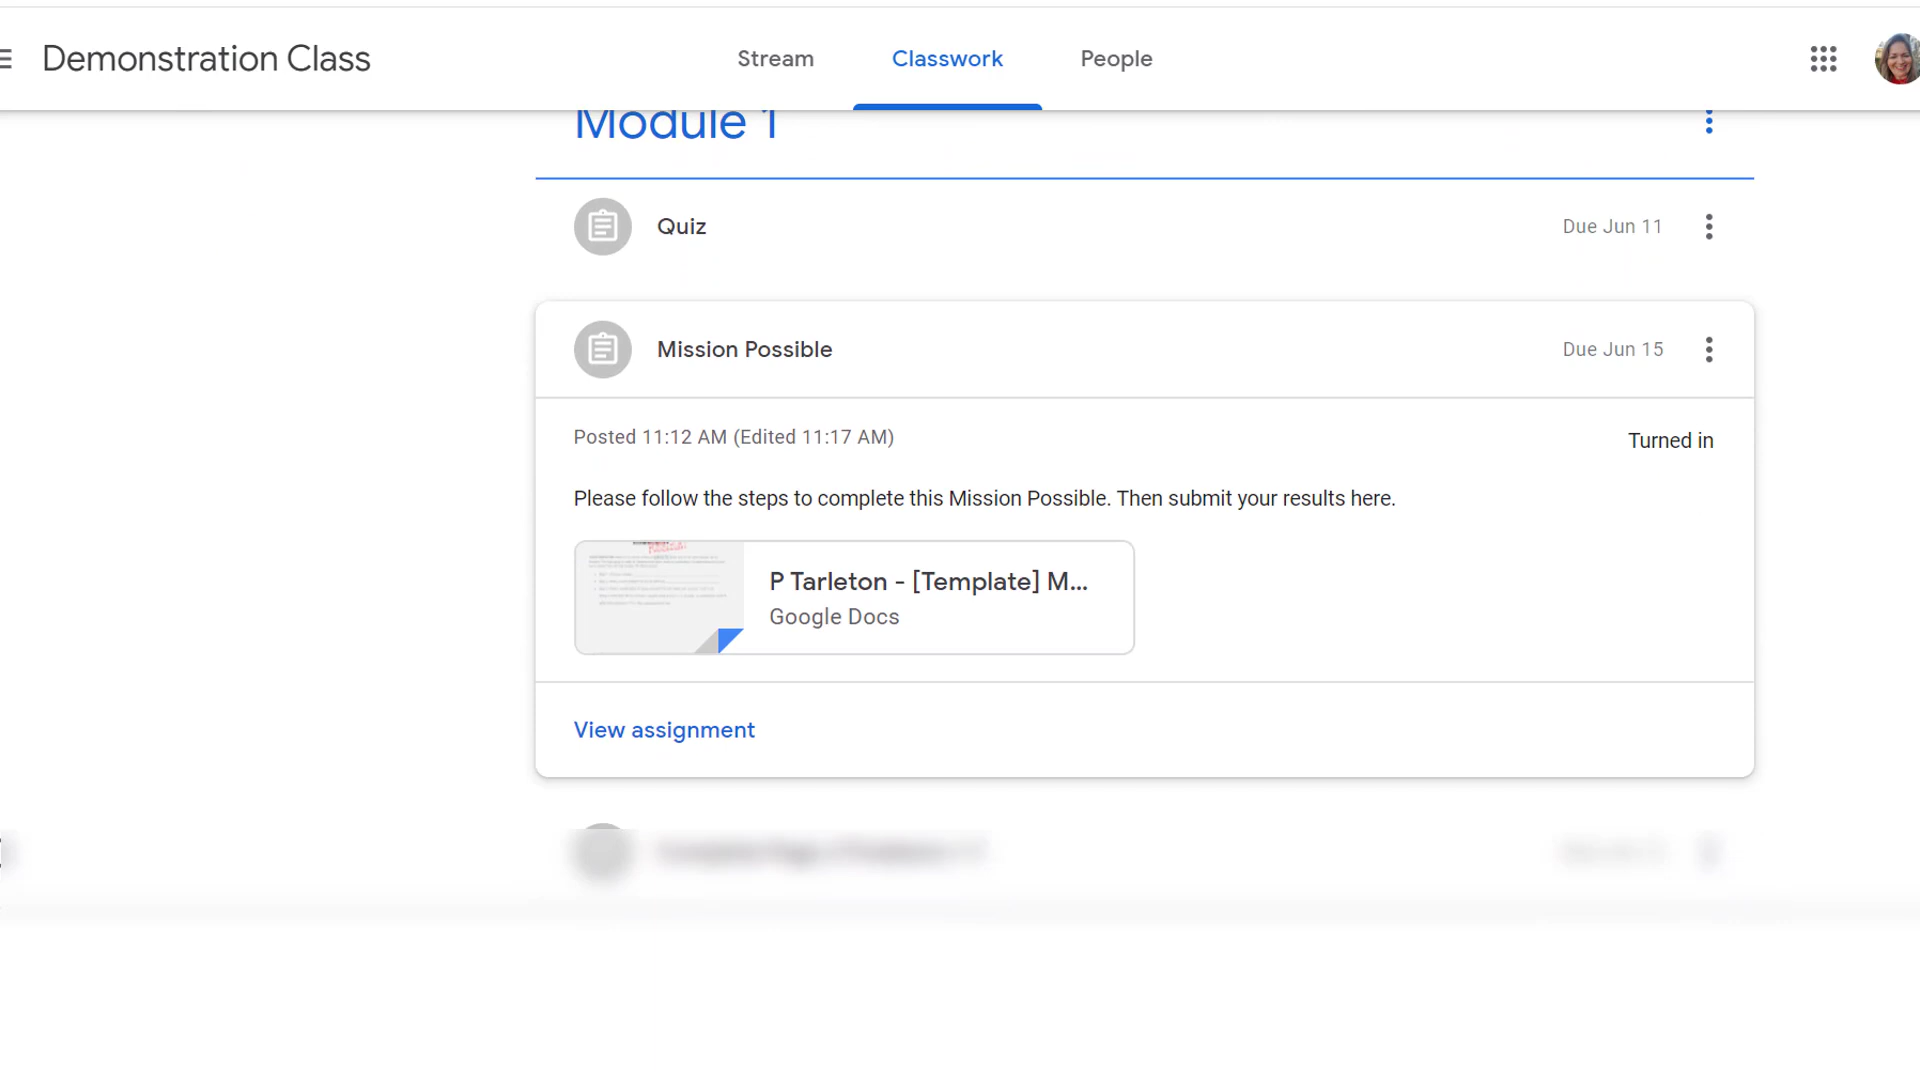 Demonstration Class
Stream
Classwork
People
Module 1
Quiz
Due Jun 11
Mission Possible
Due Jun 15
Posted 11:12 AM (Edited 11:17 AM)
Turned in
Please follow the steps to complete this Mission Possible. Then submit your results here.
P Tarleton - [Template] M...
Google Docs
View assignment